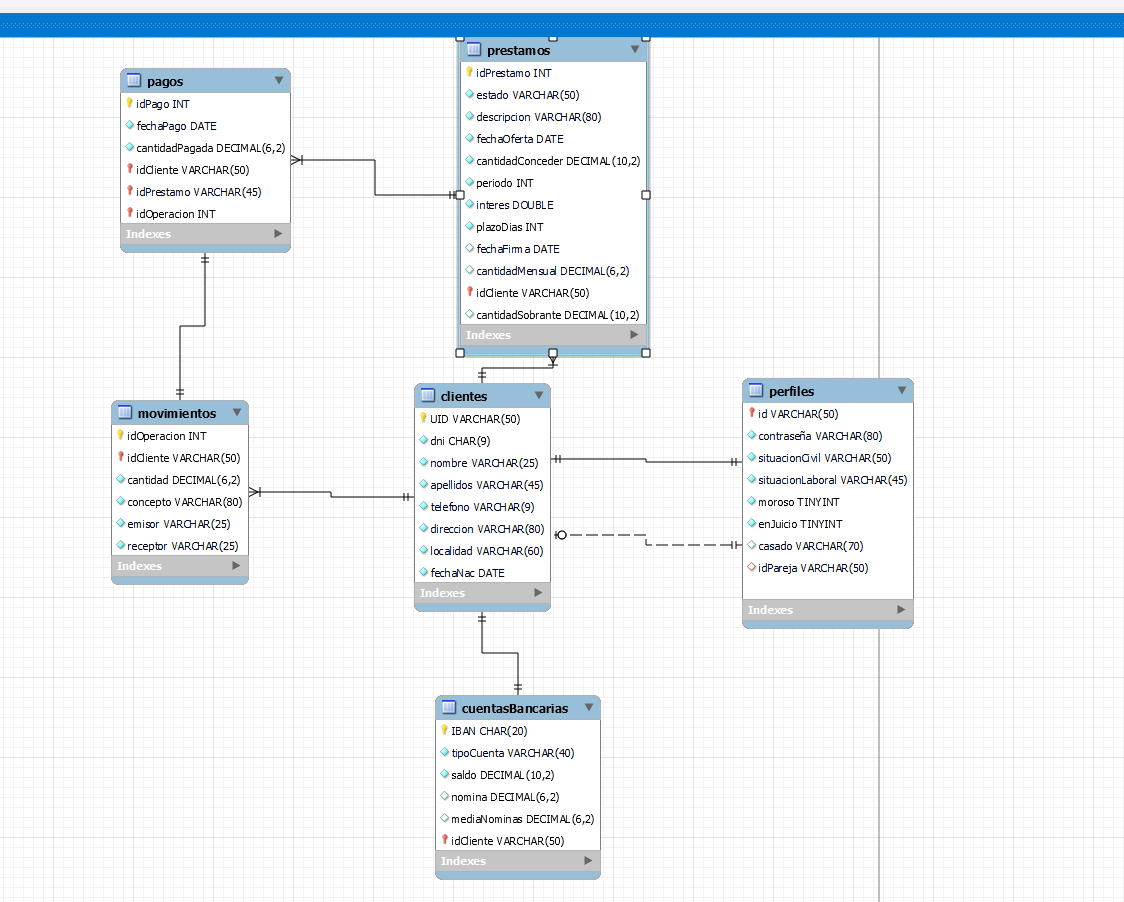 prestamos
idPrestamo INT
estado VARCHAR(50)
descripcion VARCHAR(80)
fechaOferta DATE
cantidadConceder DECIMAL(10,2)
periodo INT
interes DOUBLE
plazoDias INT
fechaFirma DATE
cantidadMensual DECIMAL(6,2)
idCliente VARCHAR(50)
cantidadSobrante DECIMAL(10,2)
Indexes
pagos
idPago INT
fechaPago DATE
cantidadPagada DECIMAL(6,2)
idCliente VARCHAR(50)
idPrestamo VARCHAR(45)
idOperacion INT
Indexes
movimientos
idOperacion INT
idCliente VARCHAR(50)
cantidad DECIMAL(6,2)
concepto VARCHAR(80)
emisor VARCHAR(25)
receptor VARCHAR(25)
Indexes
clientes
UID VARCHAR(50)
dni CHAR(9)
nombre VARCHAR(25)
apellidos VARCHAR(45)
telefono VARCHAR(9)
direccion VARCHAR(80)
localidad VARCHAR(60)
fechaNac DATE
Indexes
perfiles
id VARCHAR(50)
contraseña VARCHAR(80)
situacionCivil VARCHAR(50)
situacionLaboral VARCHAR(45)
moroso TINYINT
enJuicio TINYINT
casado VARCHAR(70)
idPareja VARCHAR(50)
Indexes
cuentasBancarias
IBAN CHAR(20)
tipoCuenta VARCHAR(40)
saldo DECIMAL(10,2)
nomina DECIMAL(6,2)
mediaNominas DECIMAL(6,2)
idCliente VARCHAR(50)
Indexes